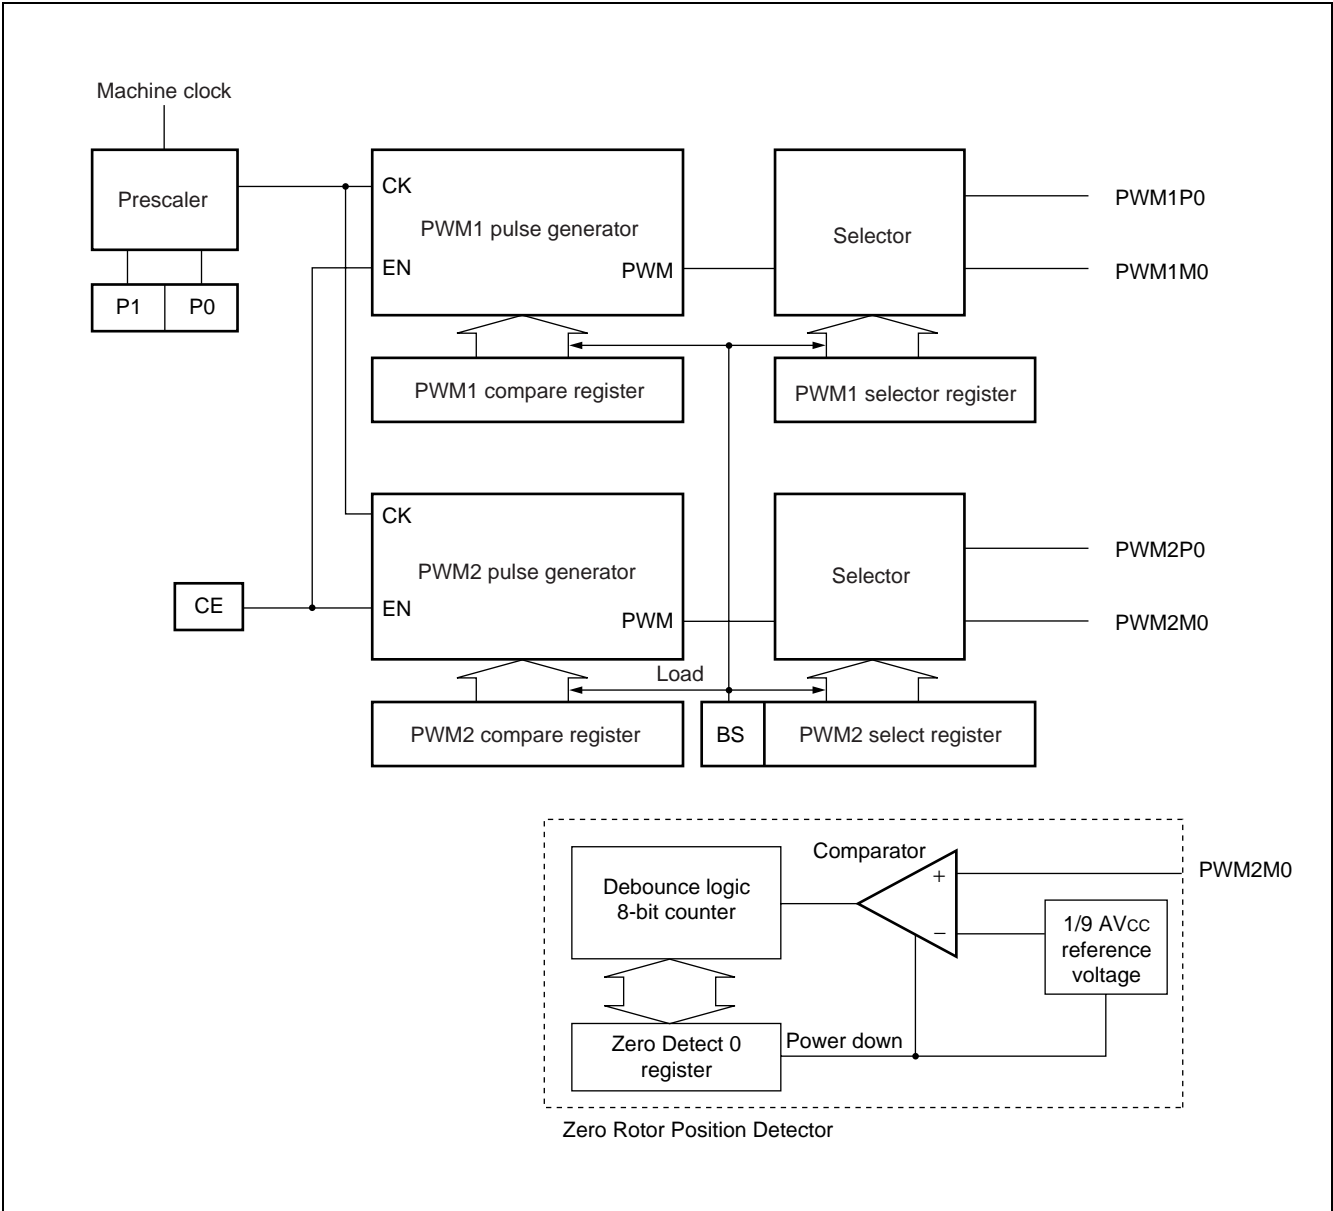 Machine clock
Prescaler
P1 P0
CK
PWM1 pulse generator
EN
PWM
Selector
PWM1P0
PWM1M0
PWM1 compare register
PWM1 selector register
CK
PWM2 pulse generator
EN
PWM
CE
Selector
PWM2P0
PWM2M0
Load
PWM2 compare register
BS
PWM2 select register
Comparator
Debounce logic
8-bit counter
+
−
PWM2M0
1/9 AVCC
reference
voltage
Zero Detect 0
register
Power down
Zero Rotor Position Detector